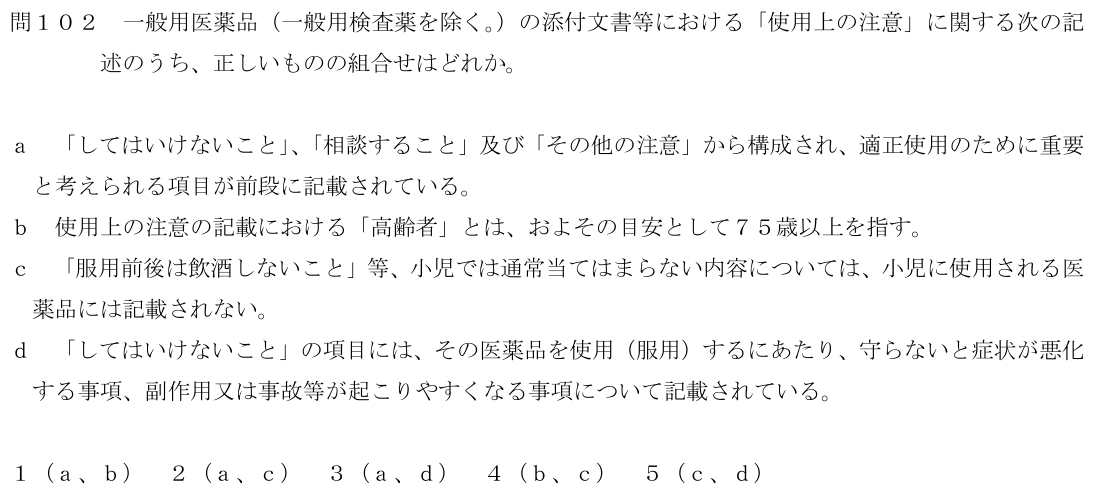 問１０２　一般用医薬品（一般用検査薬を除く。）の添付文書等における「使用上の注意」に関する次の記
述のうち、正しいものの組合せはどれか。
ａ　「してはいけないこと」、「相談すること」及び「その他の注意」から構成され、適正使用のために重要
と考えられる項目が前段に記載されている。
ｂ　使用上の注意の記載における「高齢者」とは、およその目安として７５歳以上を指す。
ｃ　「服用前後は飲酒しないこと」等、小児では通常当てはまらない内容については、小児に使用される医
薬品には記載されない。
ｄ　「してはいけないこと」の項目には、その医薬品を使用（服用）するにあたり、守らないと症状が悪化
する事項、副作用又は事故等が起こりやすくなる事項について記載されている。
１（ａ、ｂ）　２（ａ、ｃ）　３（ａ、ｄ）　４（ｂ、ｃ）　５（ｃ、ｄ）